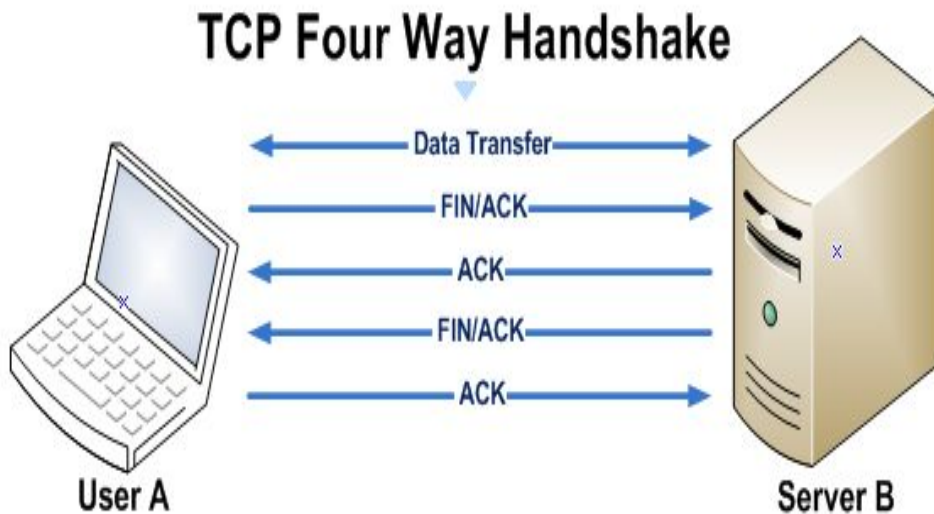 TCP Four Way Handshake
Data Transfer
FIN/ACK
ACK
FIN/ACK
ACK
x
x
User A
Server B